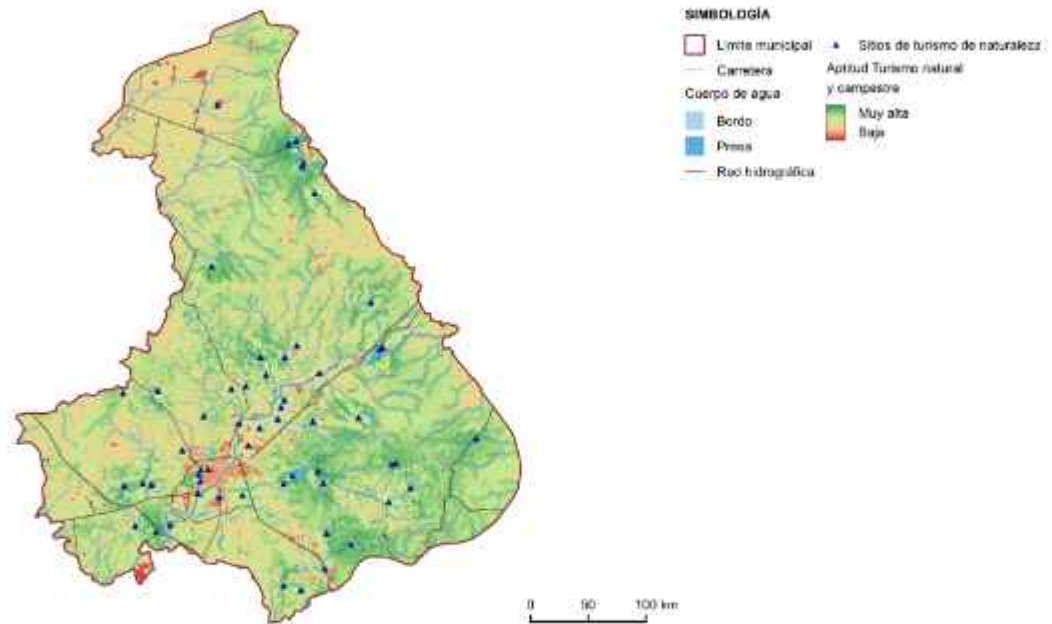 SIMBOLOGÍA
Límite municipal
Carretera
Cuerpo de agua
Bordo
Presa
Red hidrográfica
Sitios de turismo de naturaleza
Aptitud Turismo natural
y campestre
Muy alta
Baja
0 50 100 km